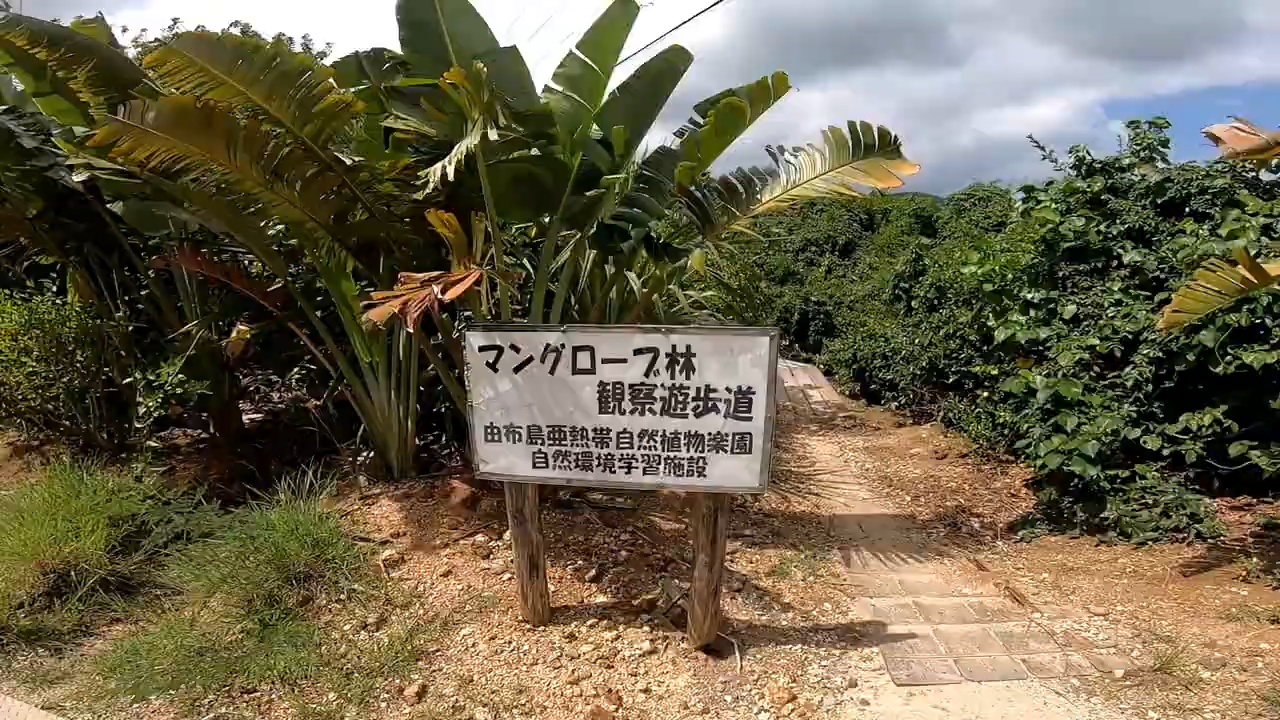 マングローブ林
観察遊歩道
由布島亜熱帯自然植物楽園
自然環境学習施設